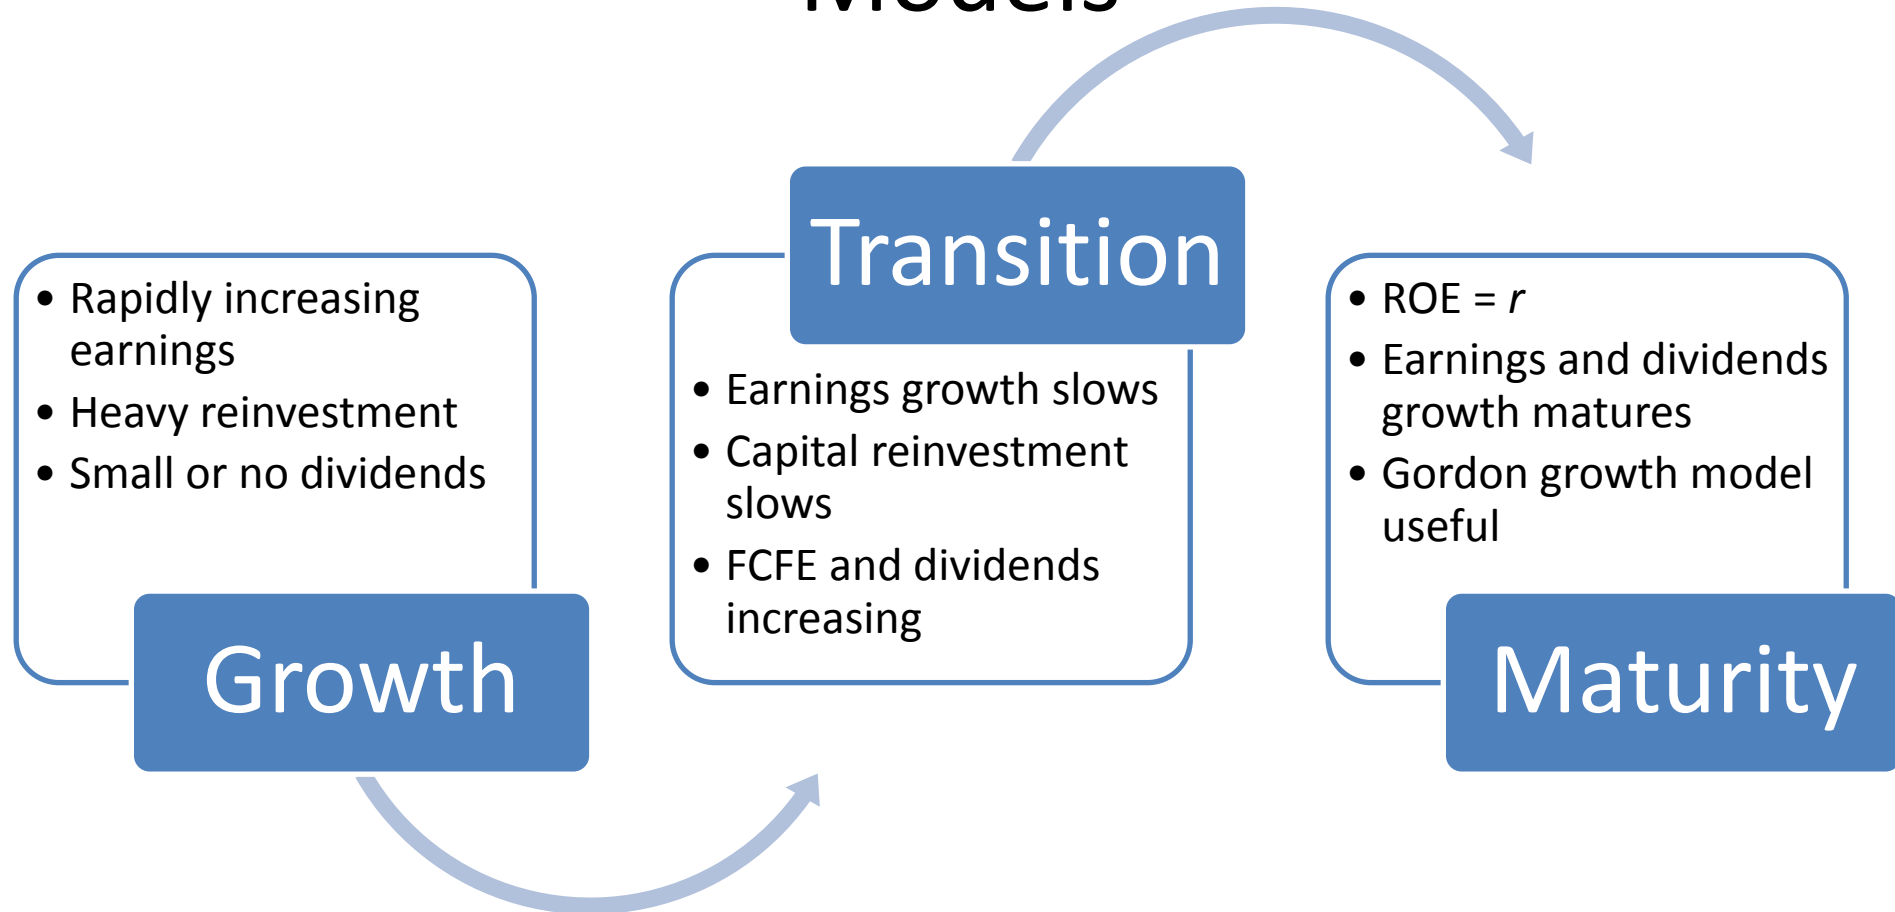 Models
• Rapidly increasing
earnings
• Heavy reinvestment
• Small or no dividends
Growth
Transition
• Earnings growth slows
• Capital reinvestment
slows
• FCFE and dividends
increasing
• ROE = r
• Earnings and dividends
growth matures
• Gordon growth model
useful
Maturity